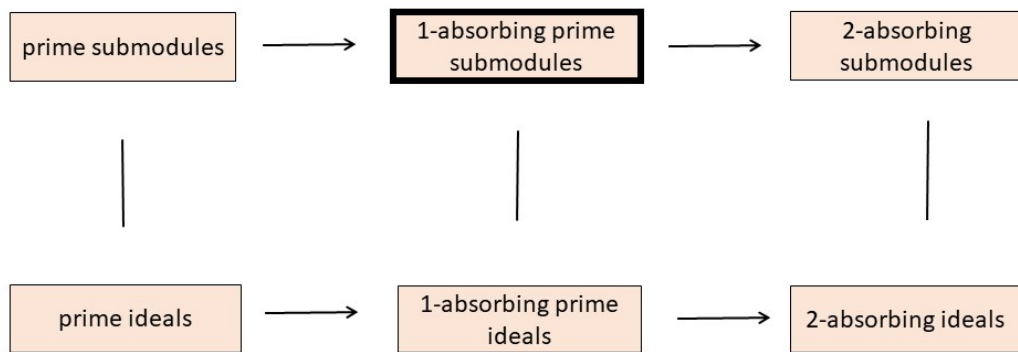 prime submodules
1-absorbing prime
submodules
2-absorbing
submodules
prime ideals
1-absorbing prime
ideals
2-absorbing ideals